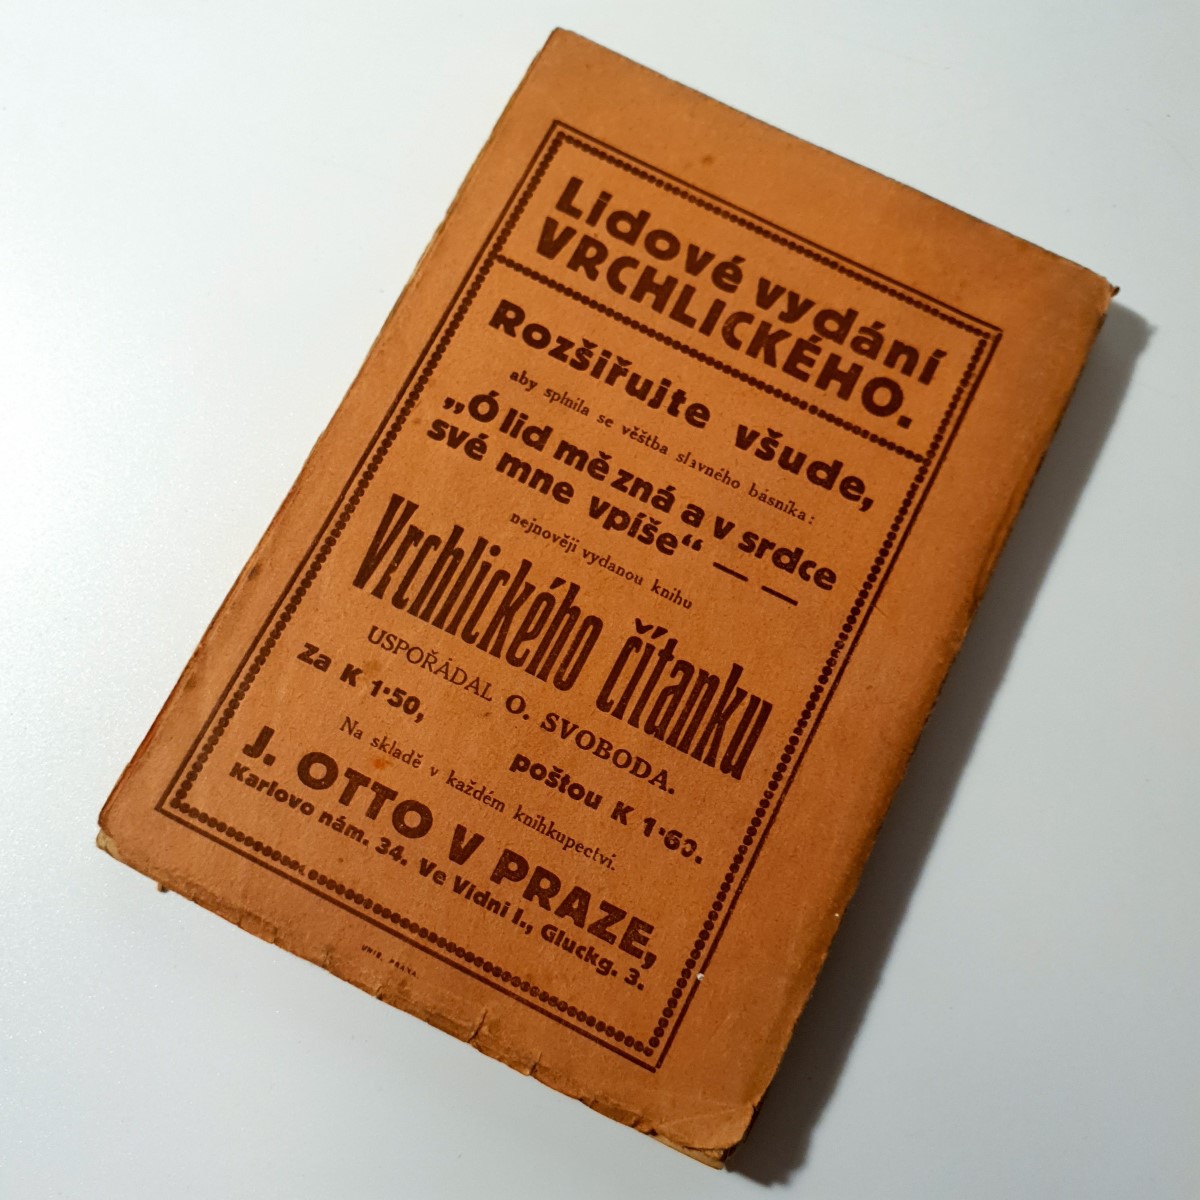 Lidové vydání
VRCHLICKÉHO.
Rozšiřujte všude,
aby splnila se věštba slavného básníka:
„Ó lid mě zná a v srdce
své mne vpíše“ — —
nejnověji vydanou knihu
Vrchlického čítanku
USPOŘÁDAL O. SVOBODA.
za K 1·50, poštou K 1·60.
Na skladě v každém knihkupectví.
J. OTTO V PRAZE,
Karlovo nám. 34. ve Vídni I., Gluckg. 3.
UNIE, PRAHA.